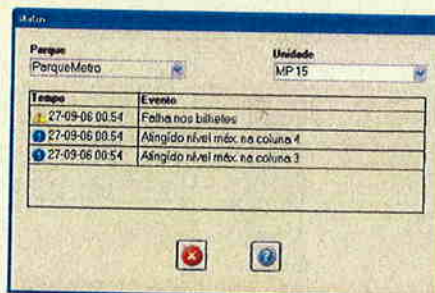 Status
Parque
Unidade
ParqueMetro
MP 15
Tempo
Evento
27-09-06 00:54
Falha nos bilhetes
27-09-06 00:54
Atingido nível máx. na coluna 4
27-09-06 00:54
Atingido nível máx. na coluna 3